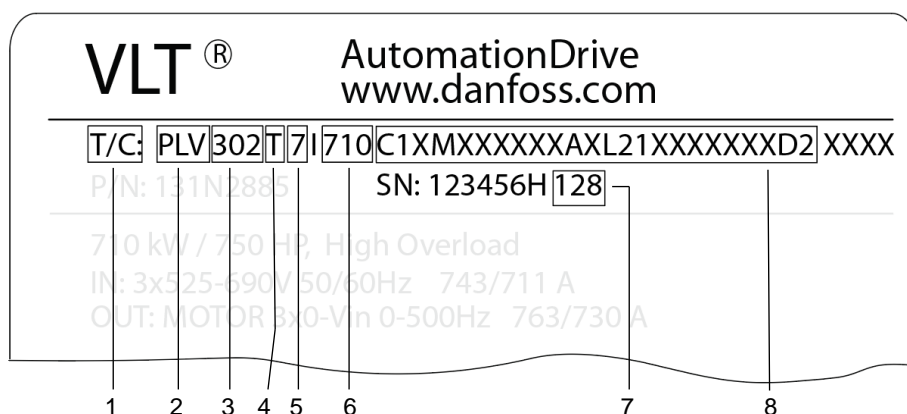 VLT ® AutomationDrive
www.danfoss.com
T/C: PLV302T7I710C1XMXXXXXXAXL21XXXXXXXD2 XXXX
P/N: 131N2885 SN: 123456H128
710 kW / 750 HP, High Overload
IN: 3x525-690V 50/60Hz 743/711 A
OUT: MOTOR 3x0-Vin 0-500Hz 763/730 A
1 2 3 4 5 6 7 8